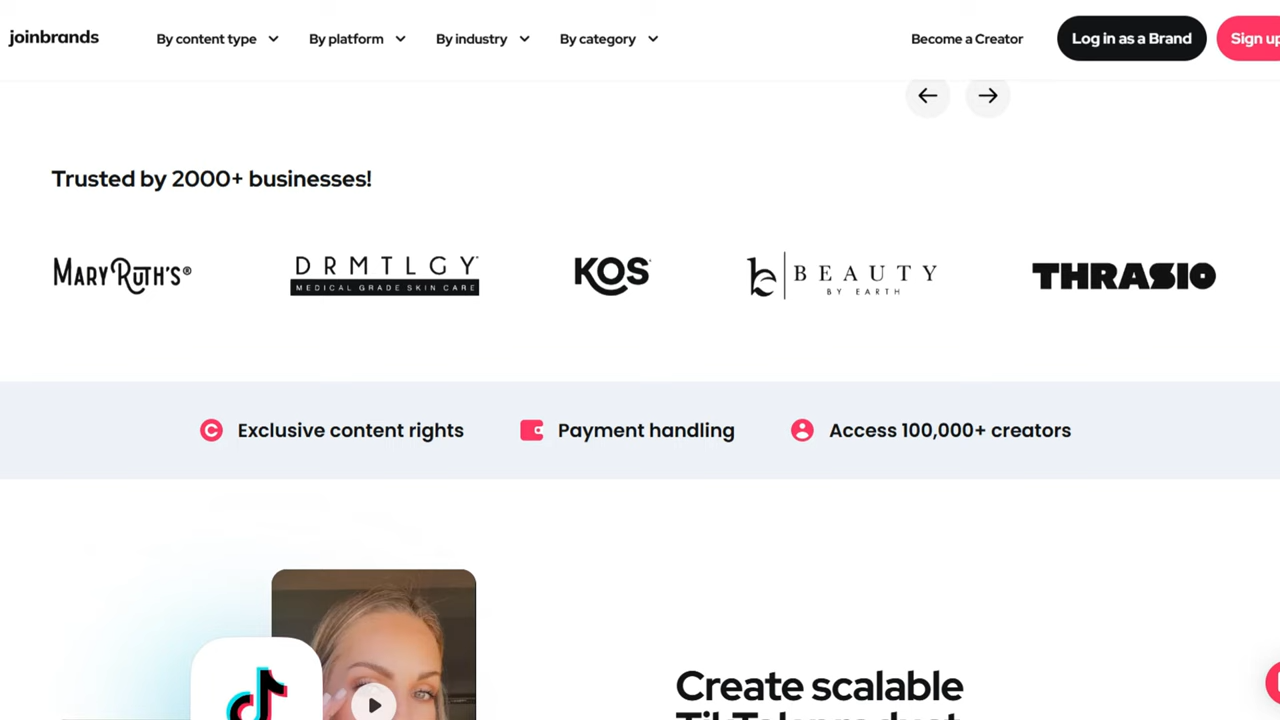 joinbrands By content type By platform By industry By category Become a Creator Log in as a Brand Sign up
Trusted by 2000+ businesses!
MARY RUTH'S® DRMTLGY KOS BEAUTY THRASIO
MEDICAL GRADE SKIN CARE BY EARTH
Exclusive content rights Payment handling Access 100,000+ creators
Create scalable